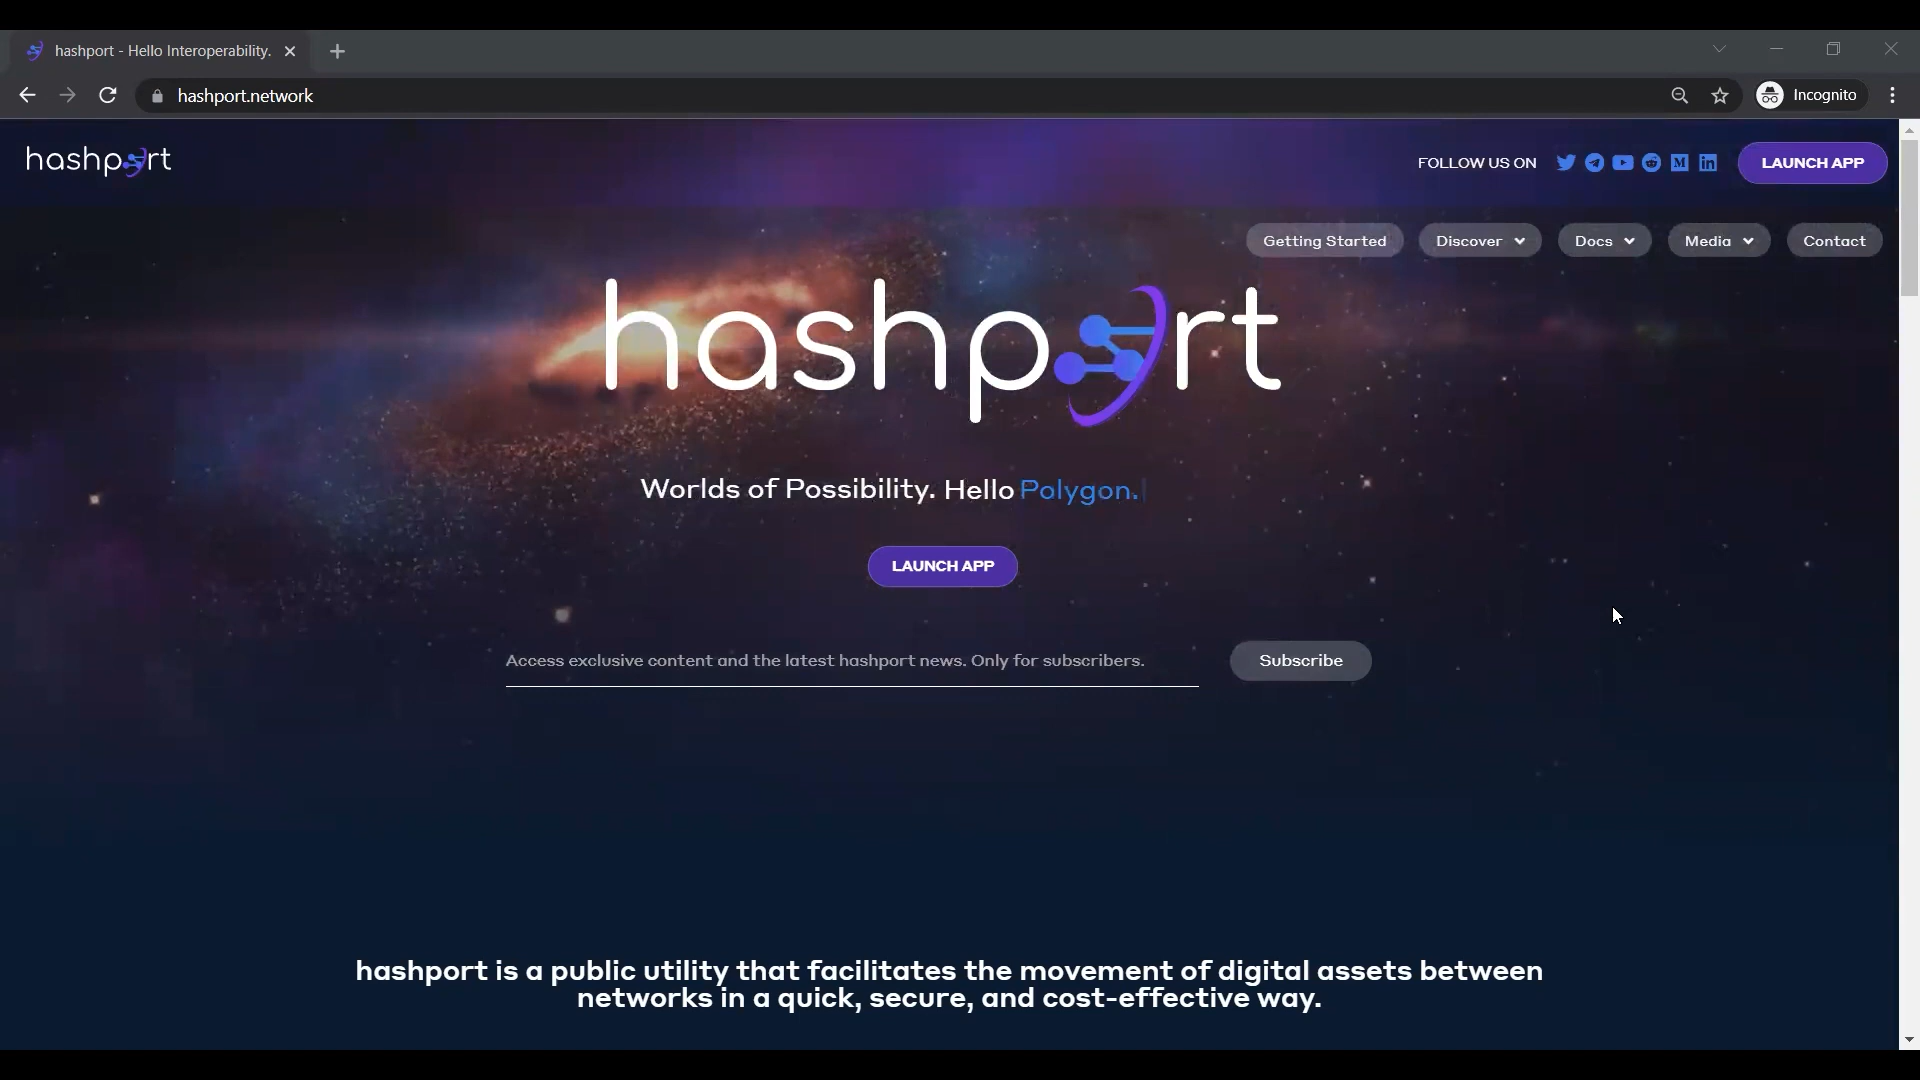 hashport - Hello Interoperability.
hashport.network
Incognito
hashport
FOLLOW US ON
LAUNCH APP
Getting Started
Discover
Docs
Media
Contact
hashport
Worlds of Possibility. Hello Polygon.
LAUNCH APP
Access exclusive content and the latest hashport news. Only for subscribers.
Subscribe
hashport is a public utility that facilitates the movement of digital assets between
networks in a quick, secure, and cost-effective way.